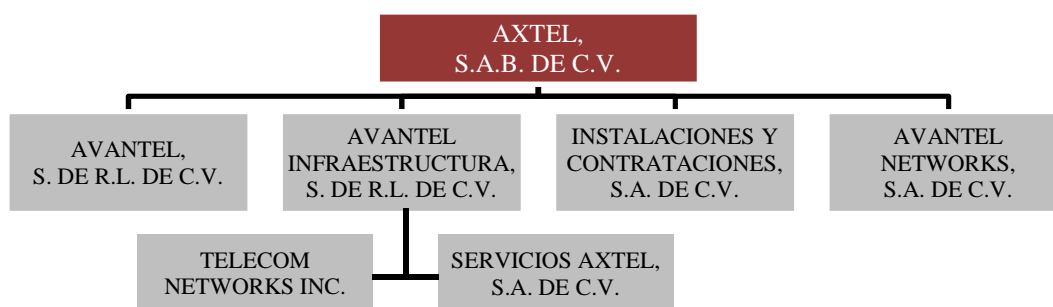 AXTEL,
S.A.B. DE C.V.
AVANTEL,
S. DE R.L. DE C.V.
AVANTEL
INFRAESTRUCTURA,
S. DE R.L. DE C.V.
INSTALACIONES Y
CONTRATACIONES,
S.A. DE C.V.
AVANTEL
NETWORKS,
S.A. DE C.V.
TELECOM
NETWORKS INC.
SERVICIOS AXTEL,
S.A. DE C.V.